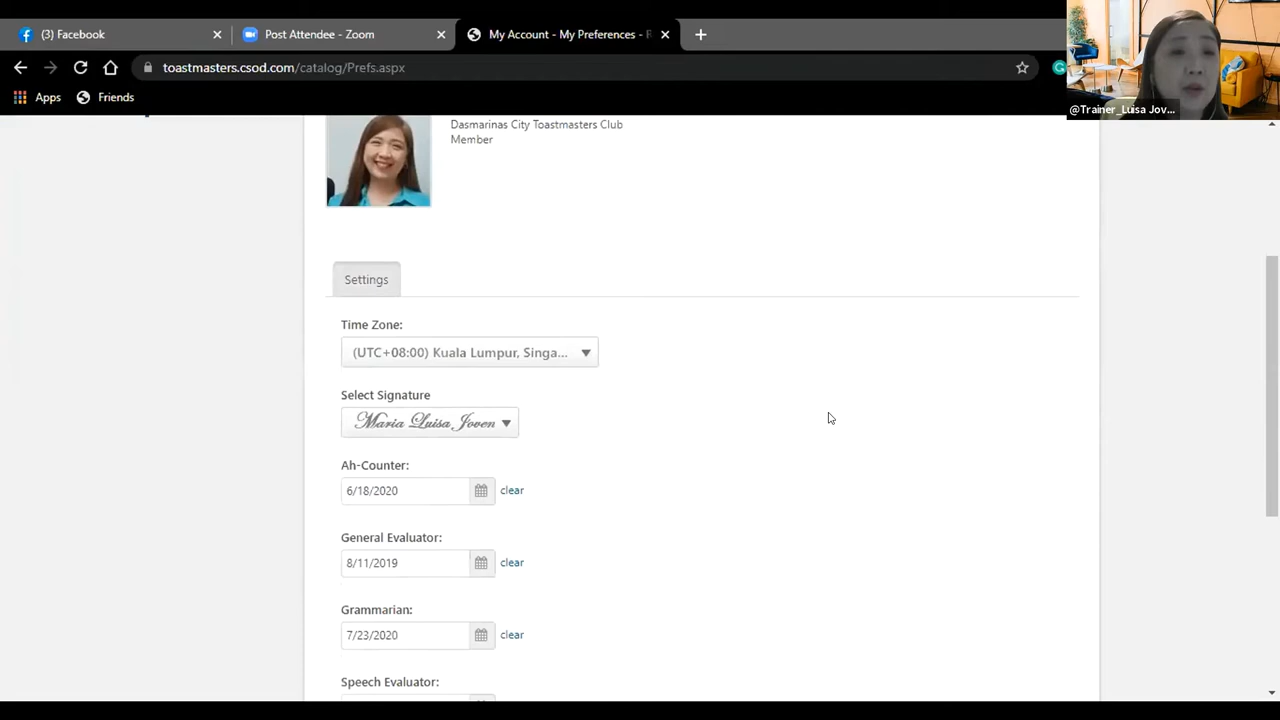 (3) Facebook
Post Attendee - Zoom
My Account - My Preferences - R
toastmasters.csod.com/catalog/Prefs.aspx
Apps
Friends
@Trainer_Luisa Jov...
Dasmarinas City Toastmasters Club
Member
Settings
Time Zone:
(UTC+08:00) Kuala Lumpur, Singa...
Select Signature
Maria Luisa Joven
Ah-Counter:
6/18/2020
clear
General Evaluator:
8/11/2019
clear
Grammarian:
7/23/2020
clear
Speech Evaluator: